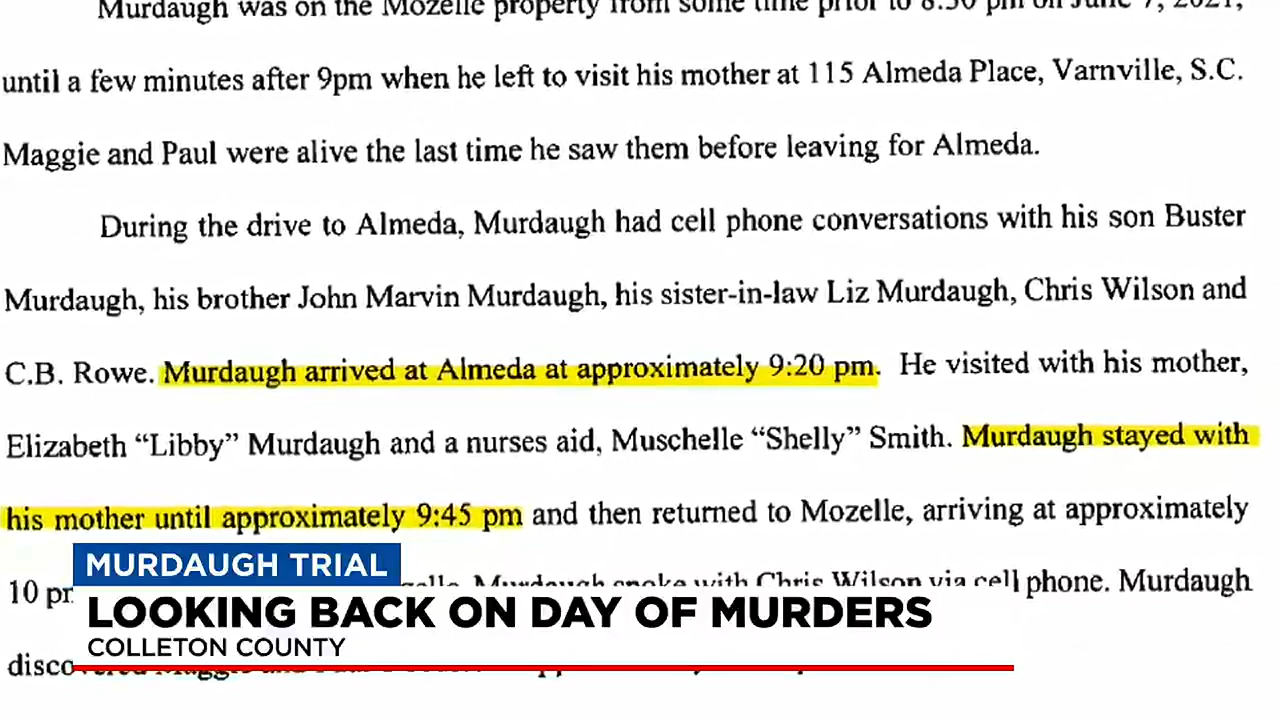 Murdaugh was on the Mozelle property from some time prior to 8:30 pm on June 7, 2021,
until a few minutes after 9pm when he left to visit his mother at 115 Almeda Place, Varnville, S.C.
Maggie and Paul were alive the last time he saw them before leaving for Almeda.
During the drive to Almeda, Murdaugh had cell phone conversations with his son Buster
Murdaugh, his brother John Marvin Murdaugh, his sister-in-law Liz Murdaugh, Chris Wilson and
C.B. Rowe. Murdaugh arrived at Almeda at approximately 9:20 pm. He visited with his mother,
Elizabeth “Libby” Murdaugh and a nurses aid, Muschelle “Shelly” Smith. Murdaugh stayed with
his mother until approximately 9:45 pm and then returned to Mozelle, arriving at approximately
10 Murdaugh spoke with Chris Wilson via cell phone. Murdaugh
MURDAUGH TRIAL
LOOKING BACK ON DAY OF MURDERS
COLLETON COUNTY